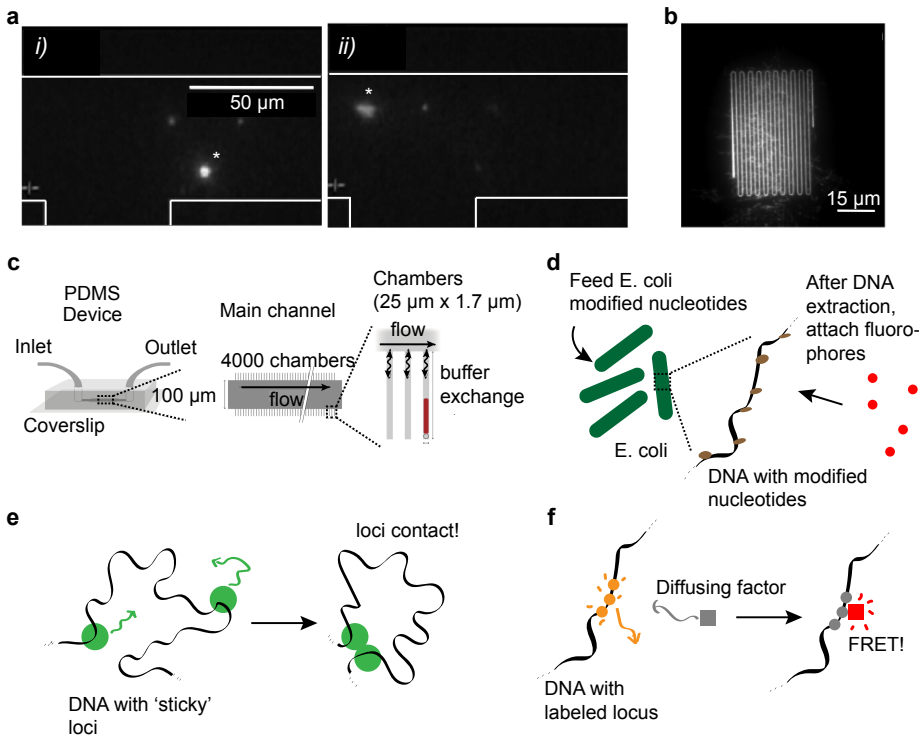 a
i)
50 µm
*
ii)
*
b
15 µm
c
PDMS
Device
Inlet
Outlet
Coverslip
Main channel
4000 chambers
100 µm
flow
Chambers
(25 µm x 1.7 µm)
flow
buffer
exchange
d
Feed E. coli
modified nucleotides
E. coli
After DNA
extraction,
attach fluoro-
phores
DNA with modified
nucleotides
e
loci contact!
DNA with ‘sticky’
loci
f
Diffusing factor
FRET!
DNA with
labeled locus